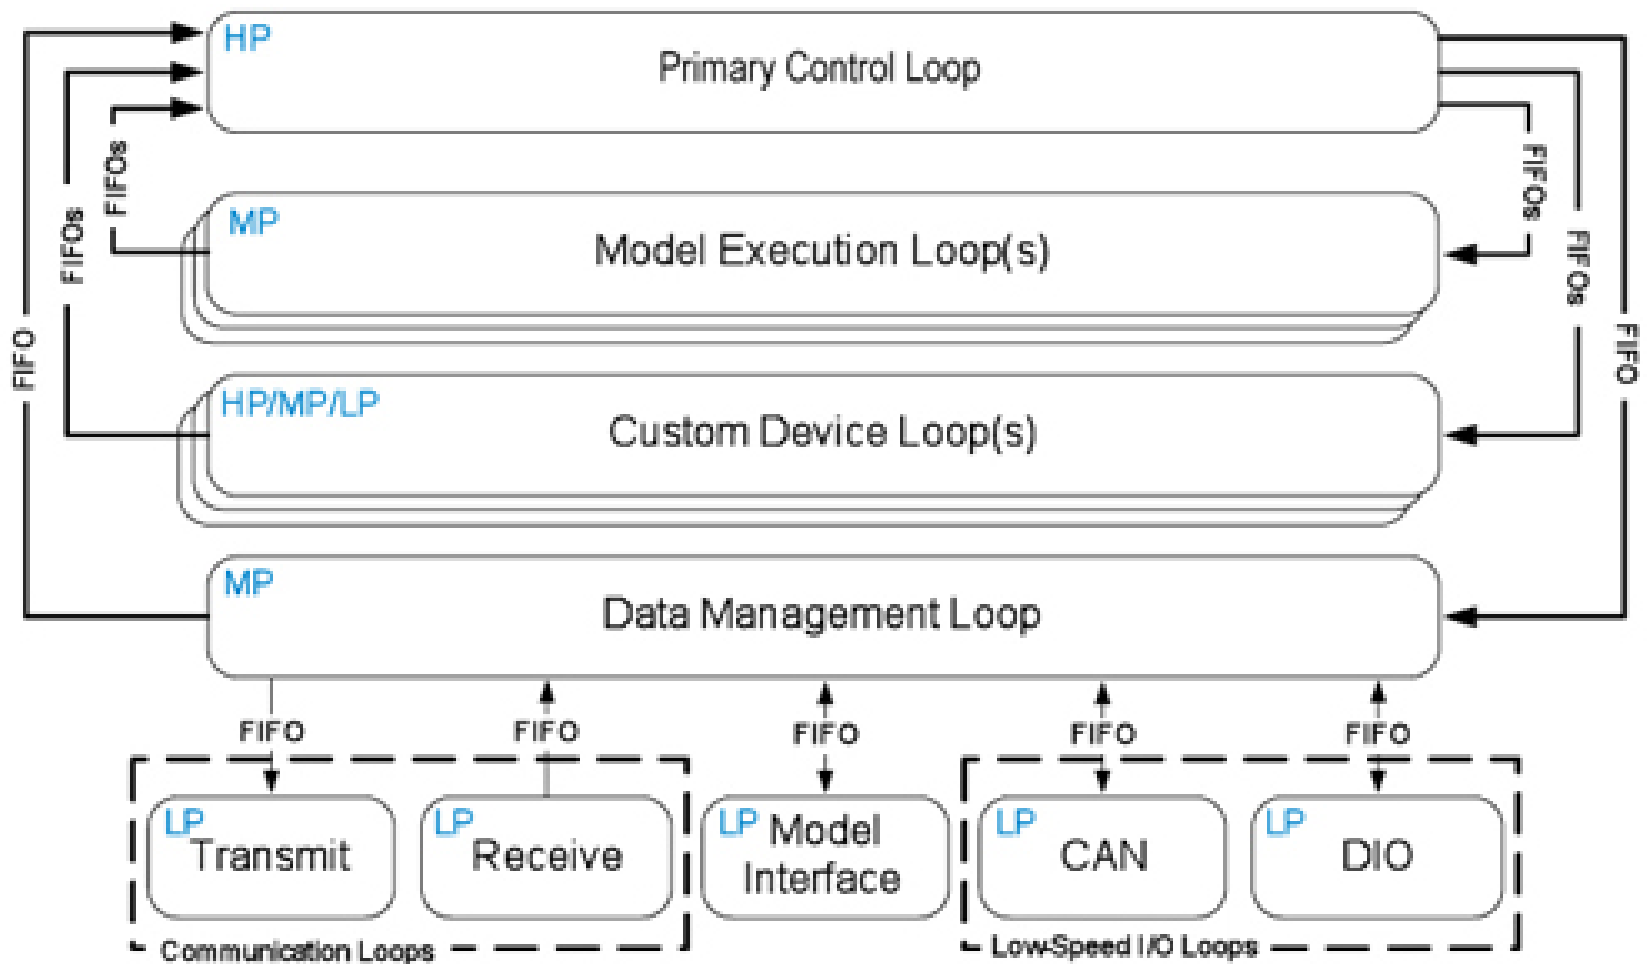 HP
Primary Control Loop
FIFOs
FIFOs
MP
Model Execution Loop(s)
FIFOs
FIFOs
FIFO
FIFO
HP/MP/LP
Custom Device Loop(s)
MP
Data Management Loop
FIFO
FIFO
FIFO
FIFO
FIFO
LP
Transmit
LP
Receive
LP
Model
Interface
LP
CAN
LP
DIO
Communication Loops
Low-Speed I/O Loops